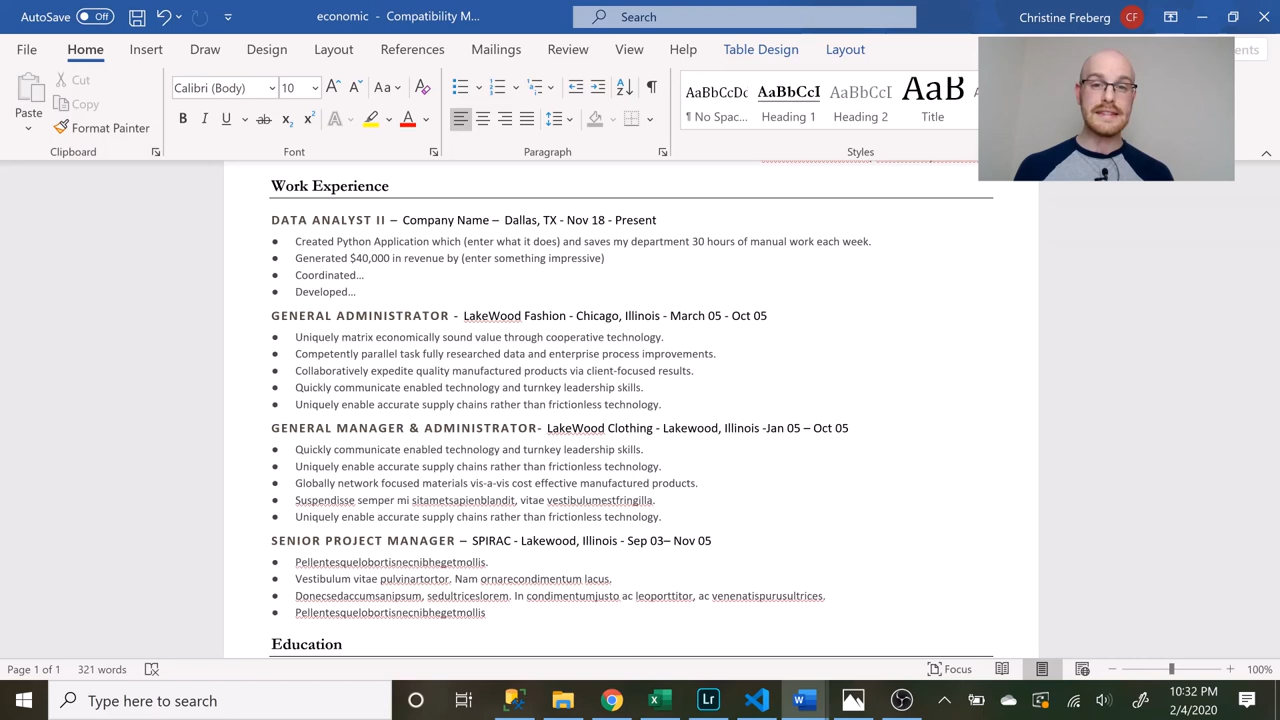 AutoSave Off economic - Compatibility M... Search Christine Freberg CF
File Home Insert Draw Design Layout References Mailings Review View Help Table Design Layout
Paste Cut Copy Format Painter Calibri (Body) 10 AaBbCcDc ¶ No Spac... AaBbCcI Heading 1 AaBbCcI Heading 2 AaB Title
Clipboard Font Paragraph Styles
Work Experience
DATA ANALYST II – Company Name – Dallas, TX - Nov 18 - Present
● Created Python Application which (enter what it does) and saves my department 30 hours of manual work each week.
● Generated $40,000 in revenue by (enter something impressive)
● Coordinated…
● Developed…
GENERAL ADMINISTRATOR - LakeWood Fashion - Chicago, Illinois - March 05 - Oct 05
● Uniquely matrix economically sound value through cooperative technology.
● Competently parallel task fully researched data and enterprise process improvements.
● Collaboratively expedite quality manufactured products via client-focused results.
● Quickly communicate enabled technology and turnkey leadership skills.
● Uniquely enable accurate supply chains rather than frictionless technology.
GENERAL MANAGER & ADMINISTRATOR- LakeWood Clothing - Lakewood, Illinois -Jan 05 – Oct 05
● Quickly communicate enabled technology and turnkey leadership skills.
● Uniquely enable accurate supply chains rather than frictionless technology.
● Globally network focused materials vis-a-vis cost effective manufactured products.
● Suspendisse semper mi sitametsapienblandit, vitae vestibulumestfringilla.
● Uniquely enable accurate supply chains rather than frictionless technology.
SENIOR PROJECT MANAGER – SPIRAC - Lakewood, Illinois - Sep 03– Nov 05
● Pellentesquelobortisnecnibhegetmollis.
● Vestibulum vitae pulvinartortor. Nam ornarecondimentum lacus.
● Donecsedaccumsanipsum, sedultriceslorem. In condimentumjusto ac leoporttitor, ac venenatispurusultrices.
● Pellentesquelobortisnecnibhegetmollis
Education
Page 1 of 1 321 words Focus 100%
Type here to search 10:32 PM
2/4/2020